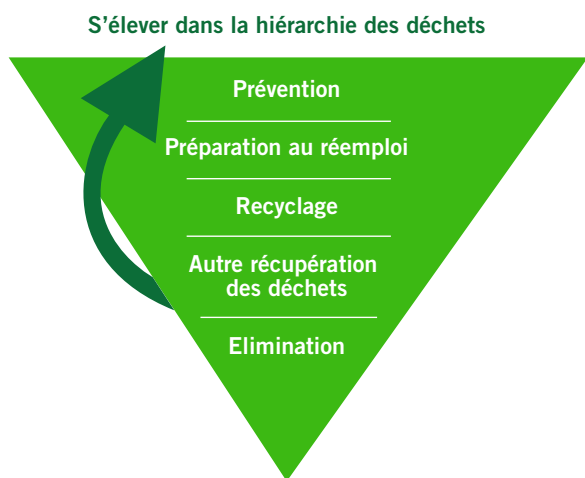 S'élever dans la hiérarchie des déchets
Prévention
Préparation au réemploi
Recyclage
Autre récupération
des déchets
Elimination